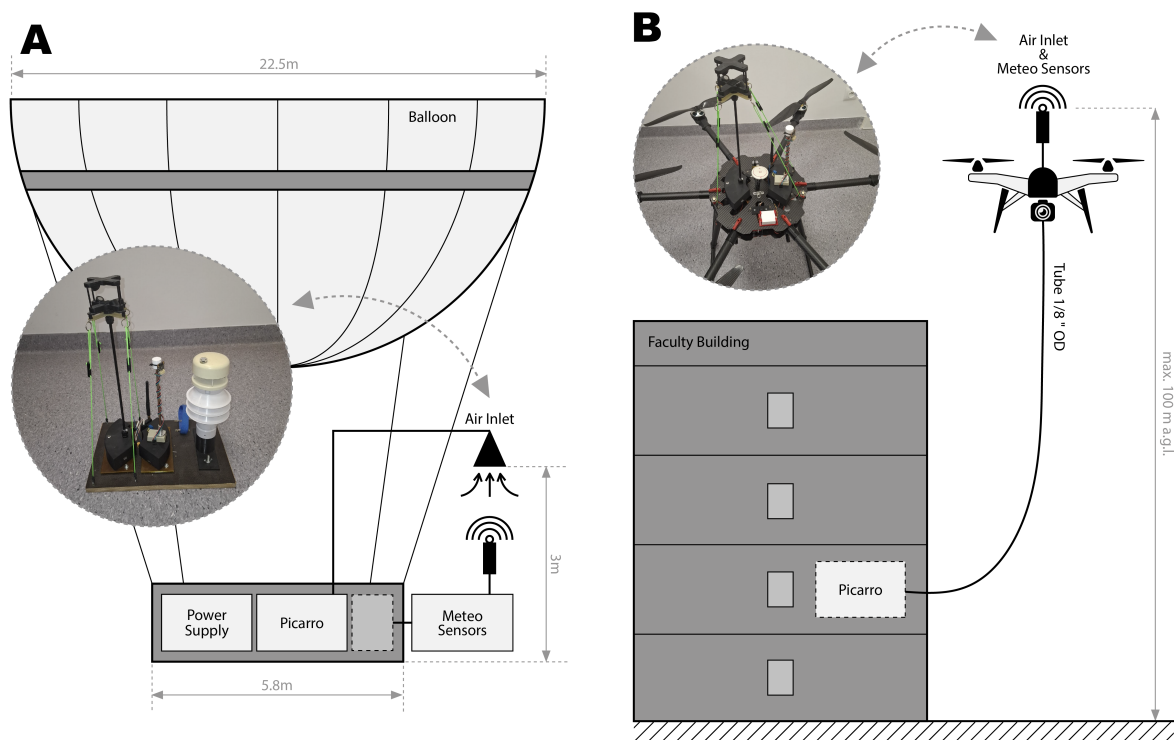 A
22.5m
Balloon
Air Inlet
3m
Power
Supply
Picarro
Meteo
Sensors
5.8m
B
Air Inlet
&
Meteo Sensors
Tube 1/8 " OD
max. 100 m a.g.l.
Faculty Building
Picarro